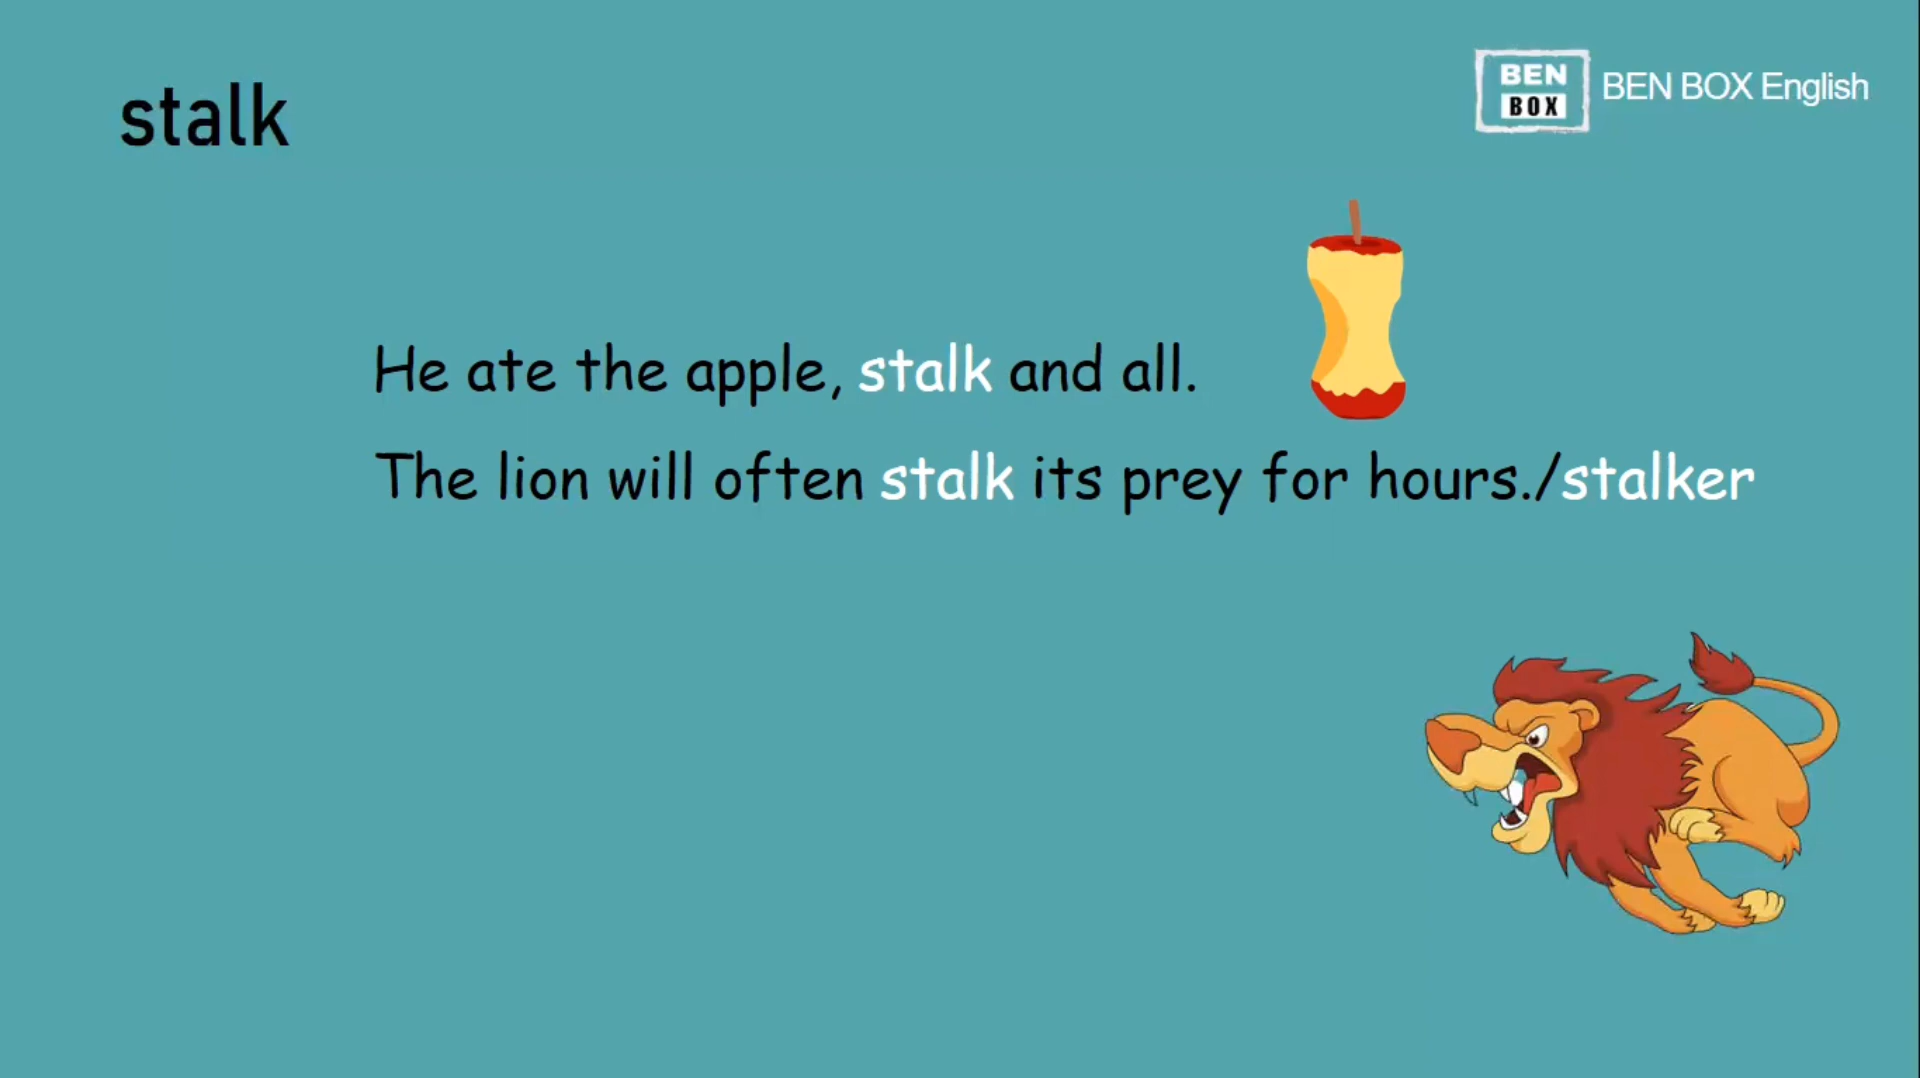 stalk
BEN
BOX
BEN BOX English
He ate the apple, stalk and all.
The lion will often stalk its prey for hours./stalker